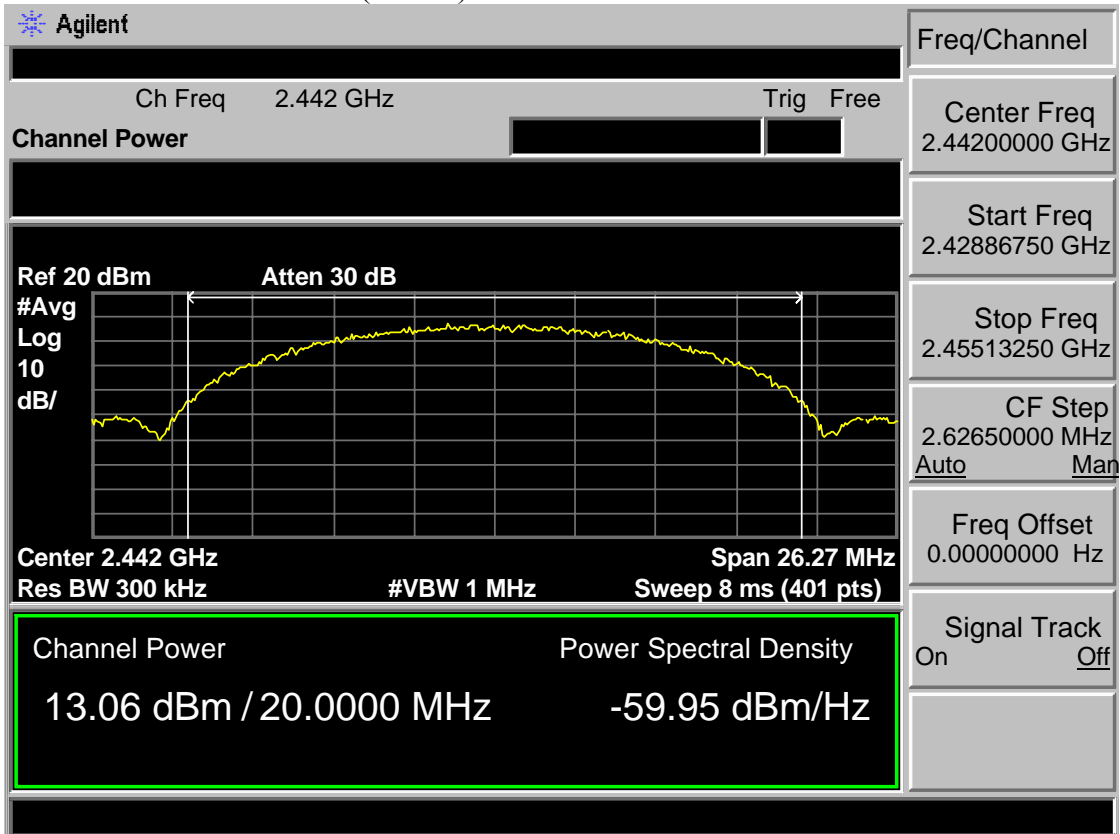 Agilent
Freq/Channel
Ch Freq 2.442 GHz Trig Free
Channel Power
Center Freq
2.44200000 GHz
Start Freq
2.42886750 GHz
Stop Freq
2.45513250 GHz
CF Step
2.62650000 MHz
Auto Man
Freq Offset
0.00000000 Hz
Signal Track
On Off
Ref 20 dBm Atten 30 dB
#Avg
Log
10
dB/
Center 2.442 GHz Span 26.27 MHz
Res BW 300 kHz #VBW 1 MHz Sweep 8 ms (401 pts)
Channel Power Power Spectral Density
13.06 dBm / 20.0000 MHz -59.95 dBm/Hz